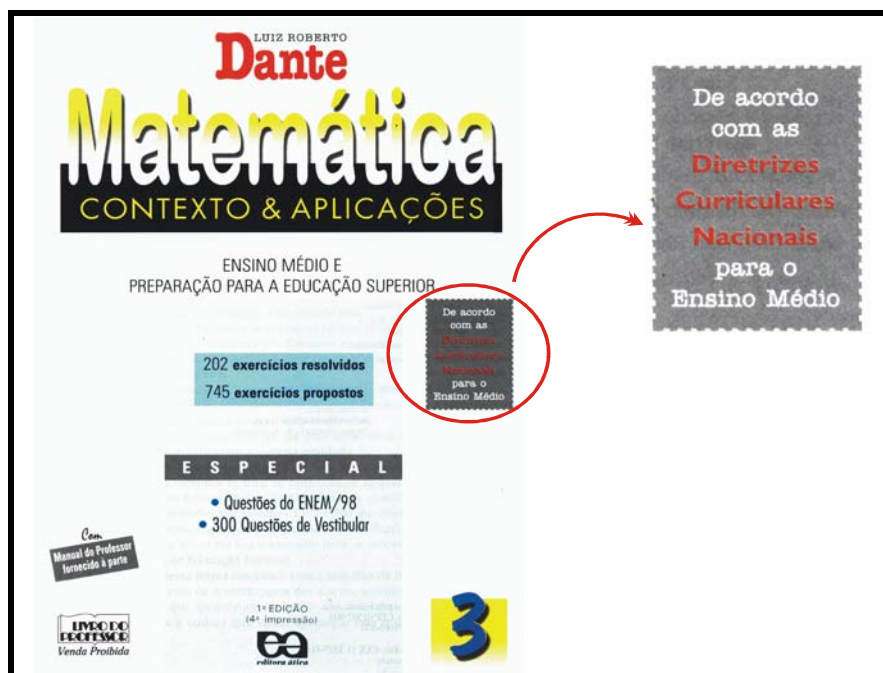 LUIZ ROBERTO
Dante
Matemática
CONTEXTO & APLICAÇÕES
ENSINO MÉDIO E
PREPARAÇÃO PARA A EDUCAÇÃO SUPERIOR
De acordo
com as
Diretrizes
Curriculares
Nacionais
para o
Ensino Médio
202 exercícios resolvidos
745 exercícios propostos
ESPECIAL
• Questões do ENEM/98
• 300 Questões de Vestibular
Com
Manual do Professor
fornecido à parte
LIVRO DO
PROFESSOR
Venda Proibida
1ª EDIÇÃO
(4ª impressão)
ea
editora ática
3
De acordo
com as
Diretrizes
Curriculares
Nacionais
para o
Ensino Médio